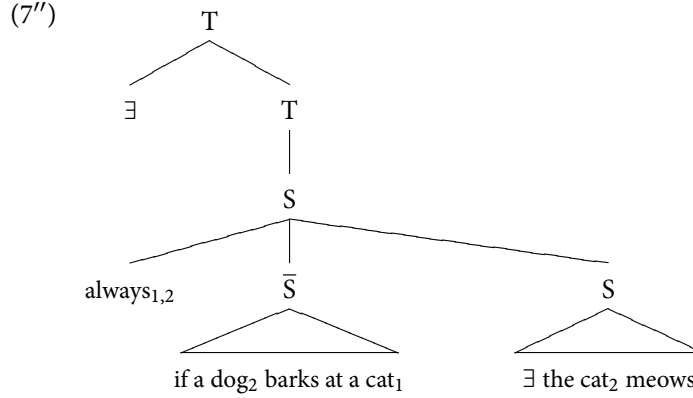 (7″)
T
∃ T
S
always1,2 S̅ S
if a dog2 barks at a cat1 ∃ the cat2 meows